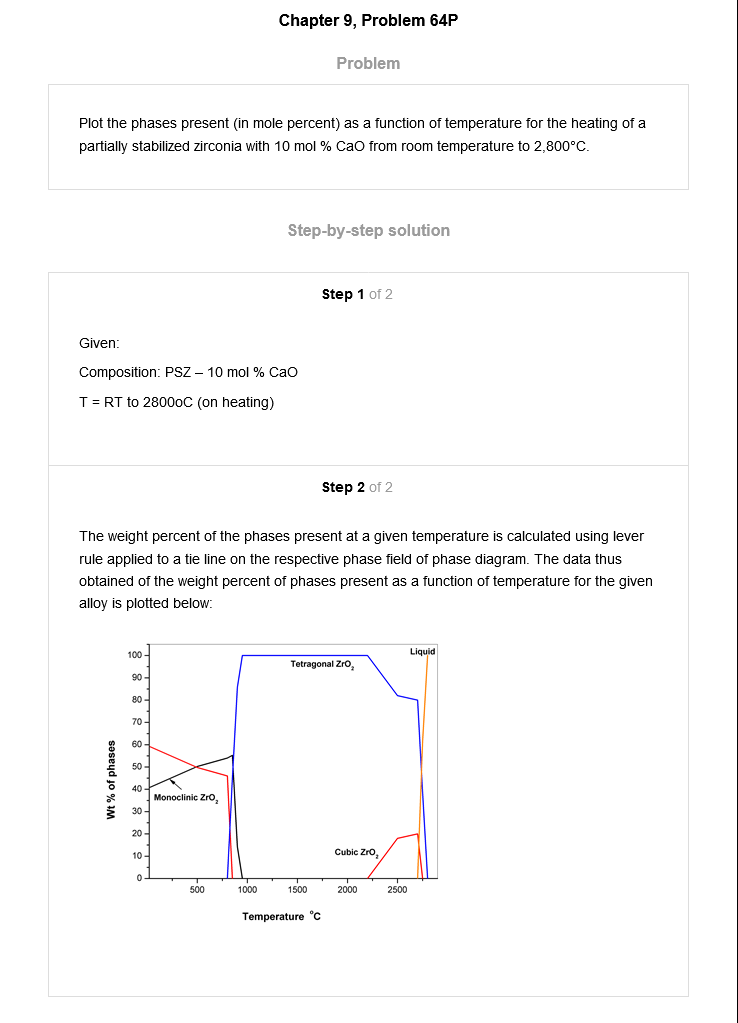 Chapter 9, Problem 64P
Problem
Plot the phases present (in mole percent) as a function of temperature for the heating of a
partially stabilized zirconia with 10 mol % CaO from room temperature to 2,800°C.
Step-by-step solution
Step 1 of 2
Given:
Composition: PSZ – 10 mol % CaO
T = RT to 2800oC (on heating)
Step 2 of 2
The weight percent of the phases present at a given temperature is calculated using lever
rule applied to a tie line on the respective phase field of phase diagram. The data thus
obtained of the weight percent of phases present as a function of temperature for the given
alloy is plotted below:
Liquid
100
Tetragonal ZrO₂
90
80
70
60
50
40
Monoclinic ZrO₂
30
20
Cubic ZrO₂
10
0
Wt % of phases
500 1000 1500 2000 2500
Temperature °C